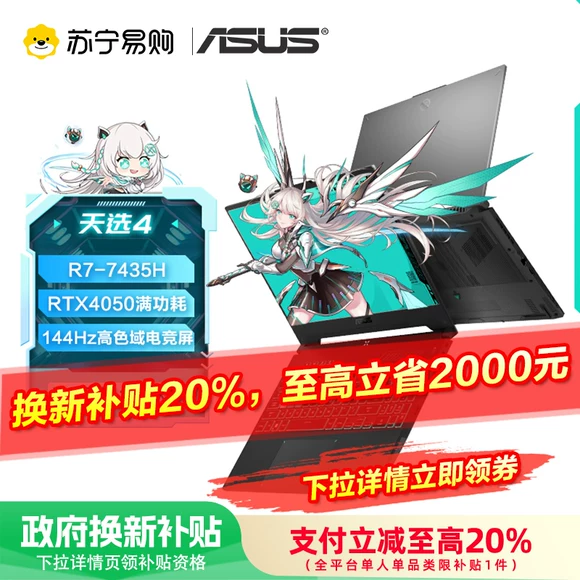 苏宁易购 ASUS®
天选4
R7-7435H
RTX4050满功耗
144Hz高色域电竞屏
换新补贴20%，至高立省2000元
下拉详情立即领券
政府换新补贴
下拉详情页领补贴资格
支付立减至高20%
（全平台单人单品类限补贴1件）